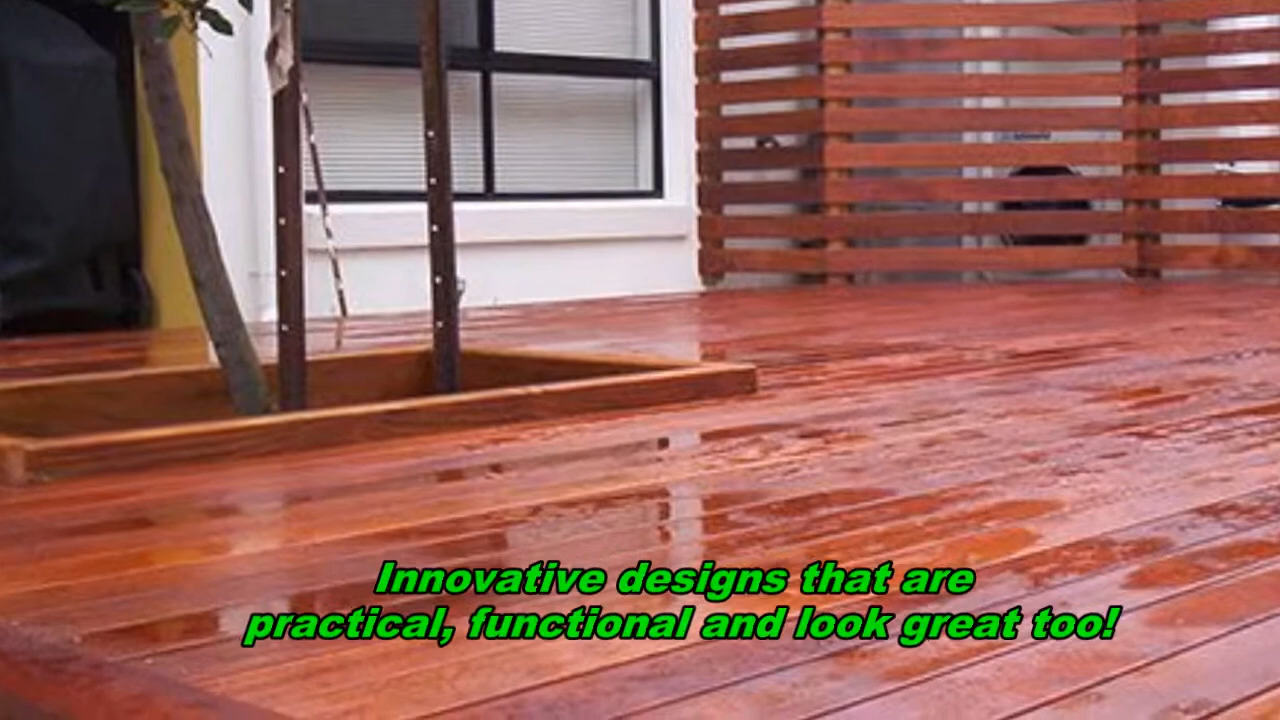 Innovative designs that are
practical, functional and look great too!